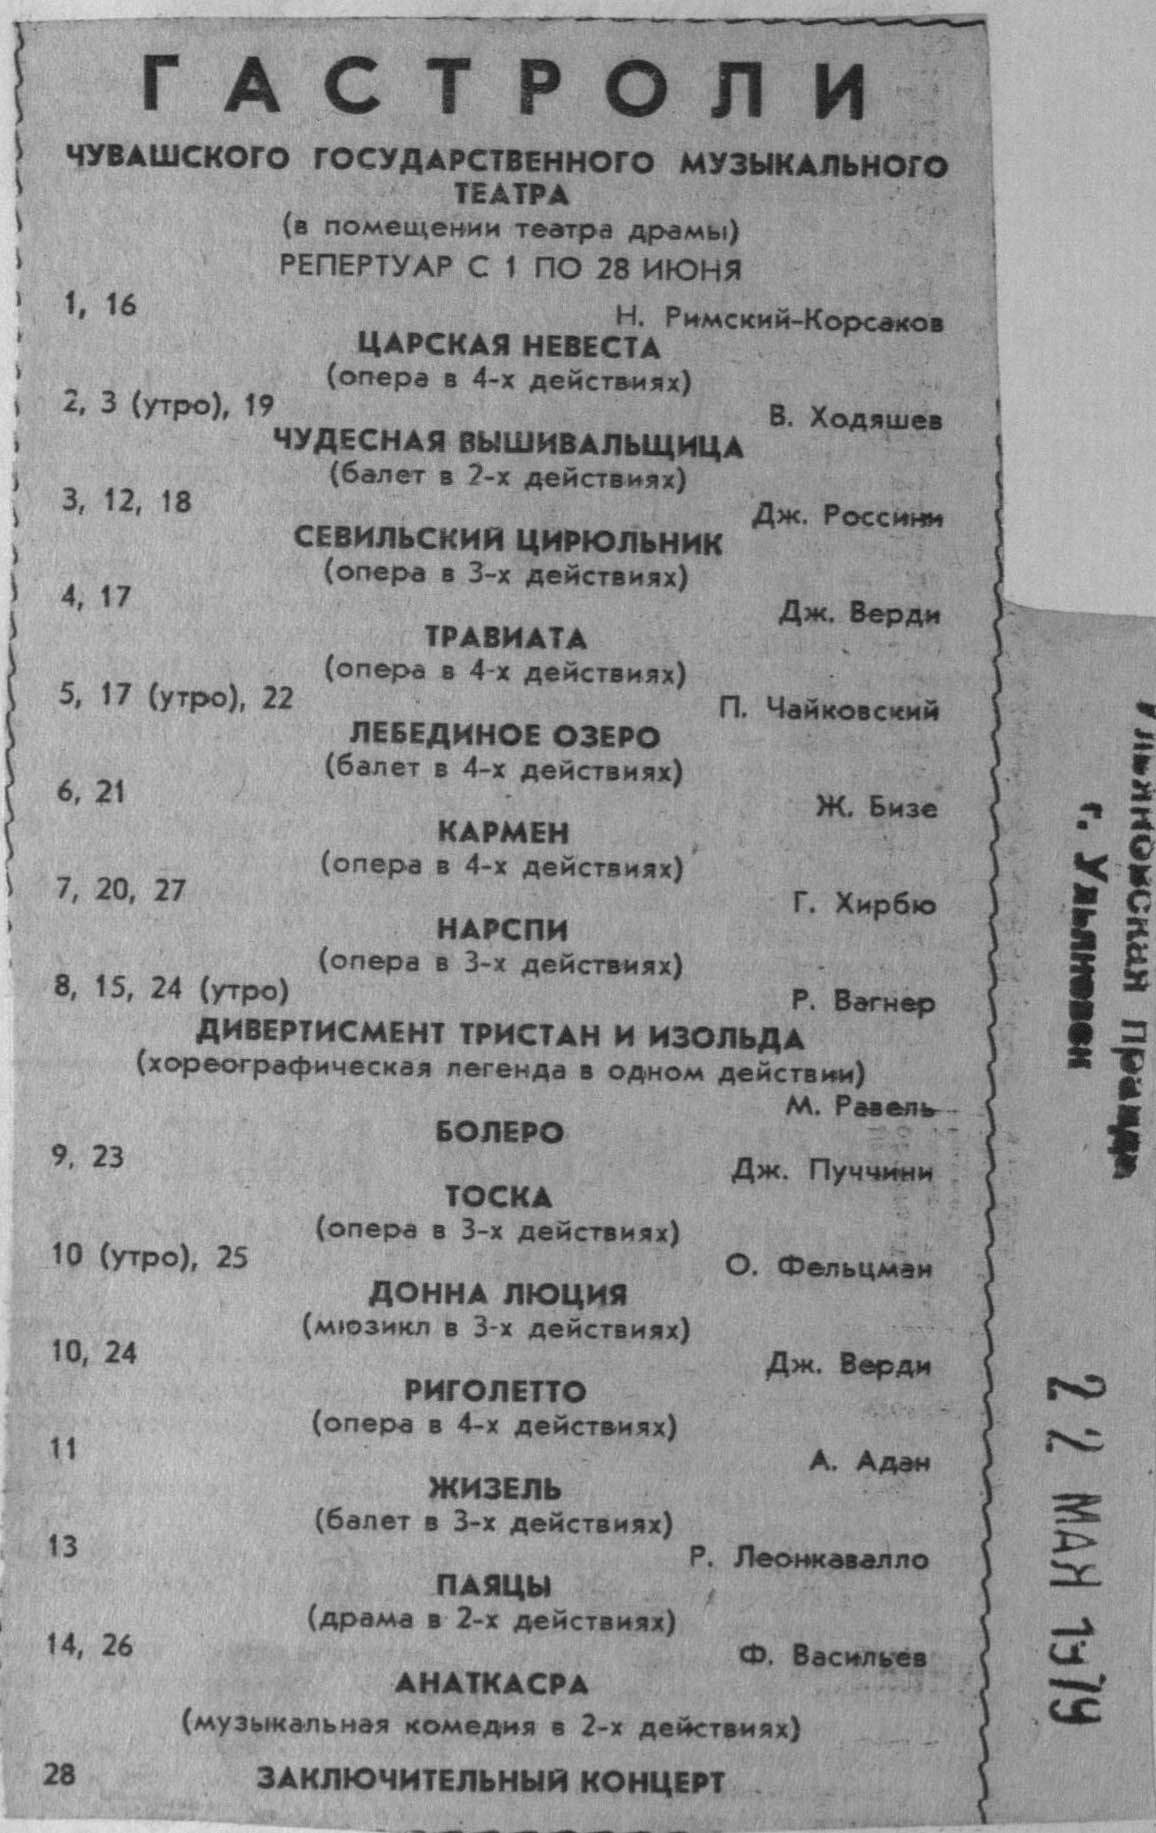 ГАСТРОЛИ
ЧУВАШСКОГО ГОСУДАРСТВЕННОГО МУЗЫКАЛЬНОГО
ТЕАТРА
(в помещении театра драмы)
РЕПЕРТУАР С 1 ПО 28 ИЮНЯ
1, 16
Н. Римский-Корсаков
ЦАРСКАЯ НЕВЕСТА
(опера в 4-х действиях)
2, 3 (утро), 19
В. Ходяшев
ЧУДЕСНАЯ ВЫШИВАЛЬЩИЦА
(балет в 2-х действиях)
3, 12, 18
Дж. Россини
СЕВИЛЬСКИЙ ЦИРЮЛЬНИК
(опера в 3-х действиях)
4, 17
Дж. Верди
ТРАВИАТА
(опера в 4-х действиях)
5, 17 (утро), 22
П. Чайковский
ЛЕБЕДИНОЕ ОЗЕРО
(балет в 4-х действиях)
6, 21
Ж. Бизе
КАРМЕН
(опера в 4-х действиях)
7, 20, 27
Г. Хирбю
НАРСПИ
(опера в 3-х действиях)
8, 15, 24 (утро)
Р. Вагнер
ДИВЕРТИСМЕНТ ТРИСТАН И ИЗОЛЬДА
(хореографическая легенда в одном действии)
М. Равель
БОЛЕРО
9, 23
Дж. Пуччини
ТОСКА
(опера в 3-х действиях)
10 (утро), 25
О. Фельцман
ДОННА ЛЮЦИЯ
(мюзикл в 3-х действиях)
10, 24
Дж. Верди
РИГОЛЕТТО
(опера в 4-х действиях)
11
А. Адан
ЖИЗЕЛЬ
(балет в 3-х действиях)
13
Р. Леонкавалло
ПАЯЦЫ
(драма в 2-х действиях)
14, 26
Ф. Васильев
АНАТКАСРА
(музыкальная комедия в 2-х действиях)
28
ЗАКЛЮЧИТЕЛЬНЫЙ КОНЦЕРТ
Ульяновская правда
г. Ульяновск
22 МАЯ 1979